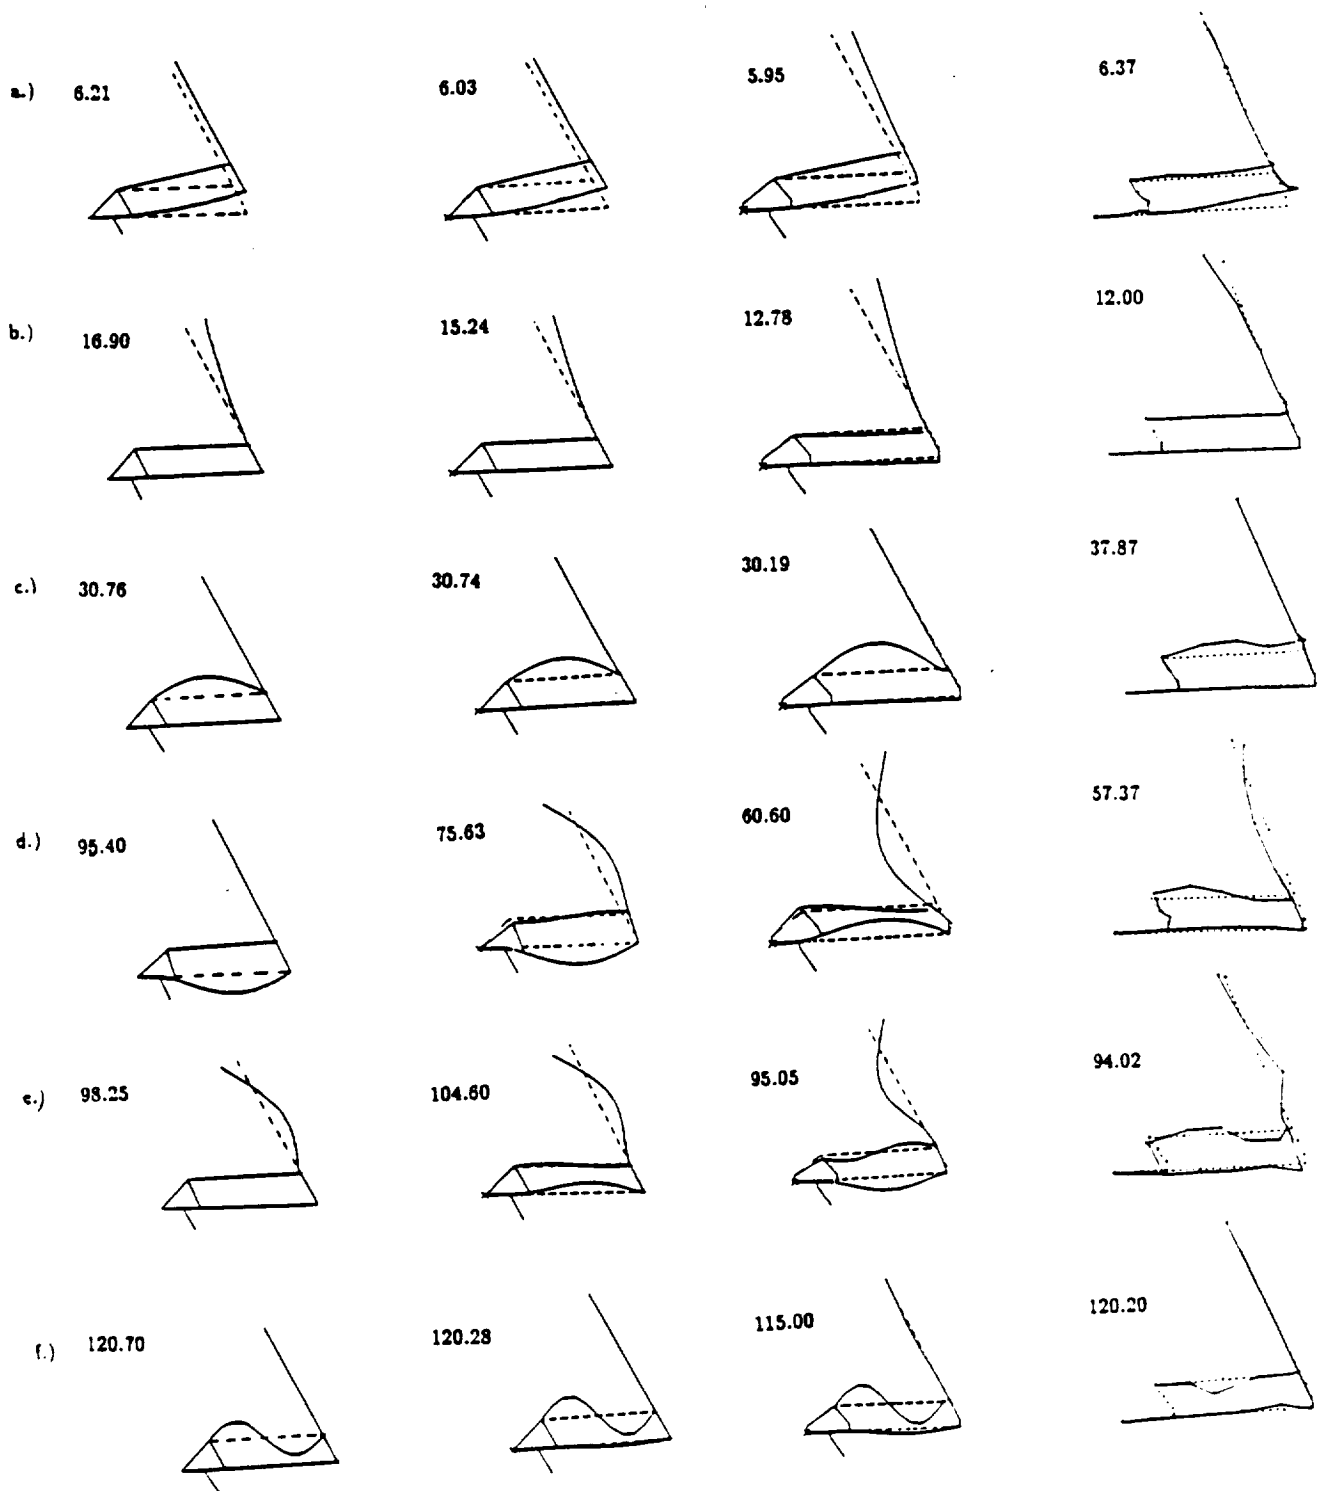 a.) 6.21 6.03 5.95 6.37
b.) 16.90 15.24 12.78 12.00
c.) 30.76 30.74 30.19 37.87
d.) 95.40 75.63 60.60 57.37
e.) 98.25 104.60 95.05 94.02
f.) 120.70 120.28 115.00 120.20